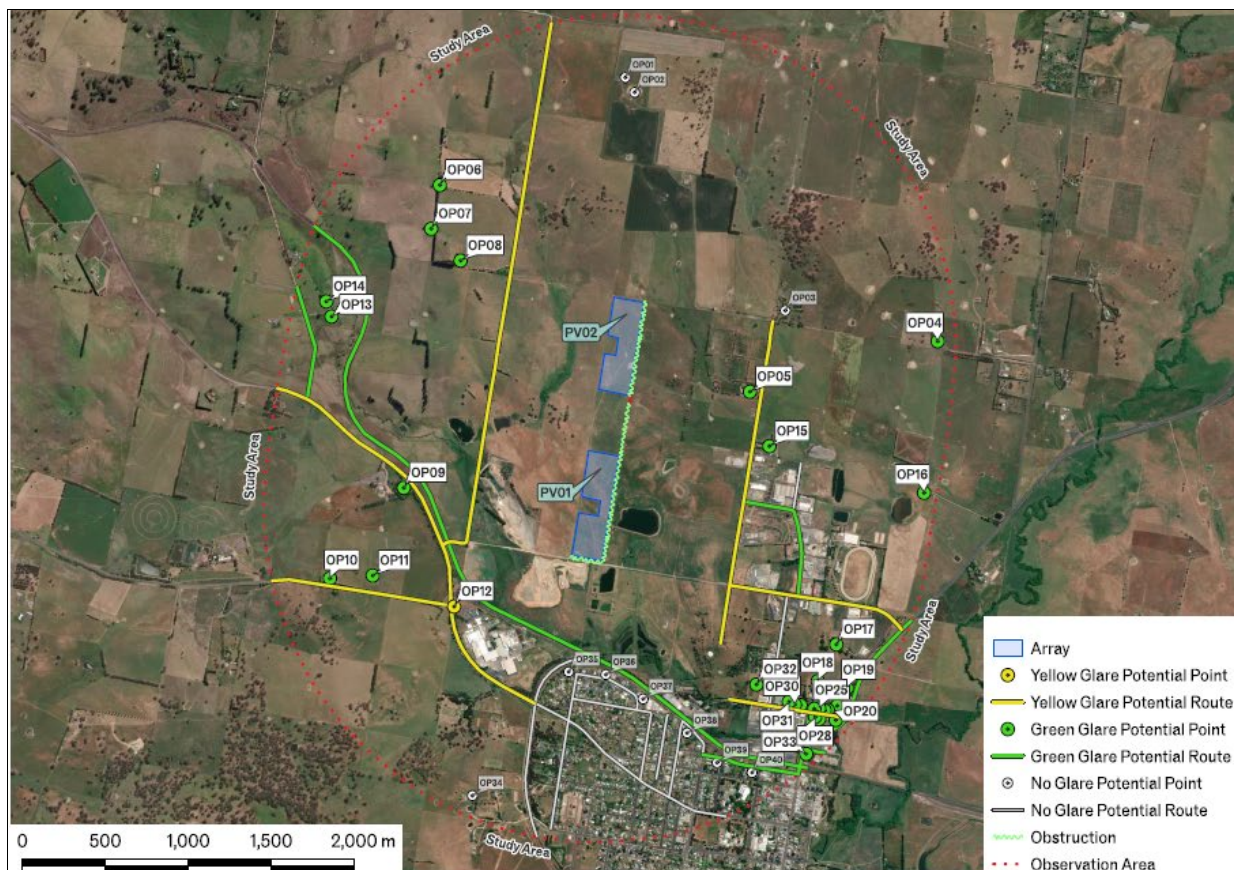 Study Area
OP01
OP02
Study Area
OP06
OP07
OP08
OP14
OP13
PV02
OP03
OP04
OP05
OP15
Study Area
OP09
PV01
OP16
OP10
OP11
OP12
OP17
OP35
OP36
OP32
OP18
OP19
OP37
OP30
OP25
OP38
OP31
OP20
OP28
OP33
OP39
OP40
OP34
Study Area
Study Area
0 500 1,000 1,500 2,000 m
Array
Yellow Glare Potential Point
Yellow Glare Potential Route
Green Glare Potential Point
Green Glare Potential Route
No Glare Potential Point
No Glare Potential Route
Obstruction
Observation Area